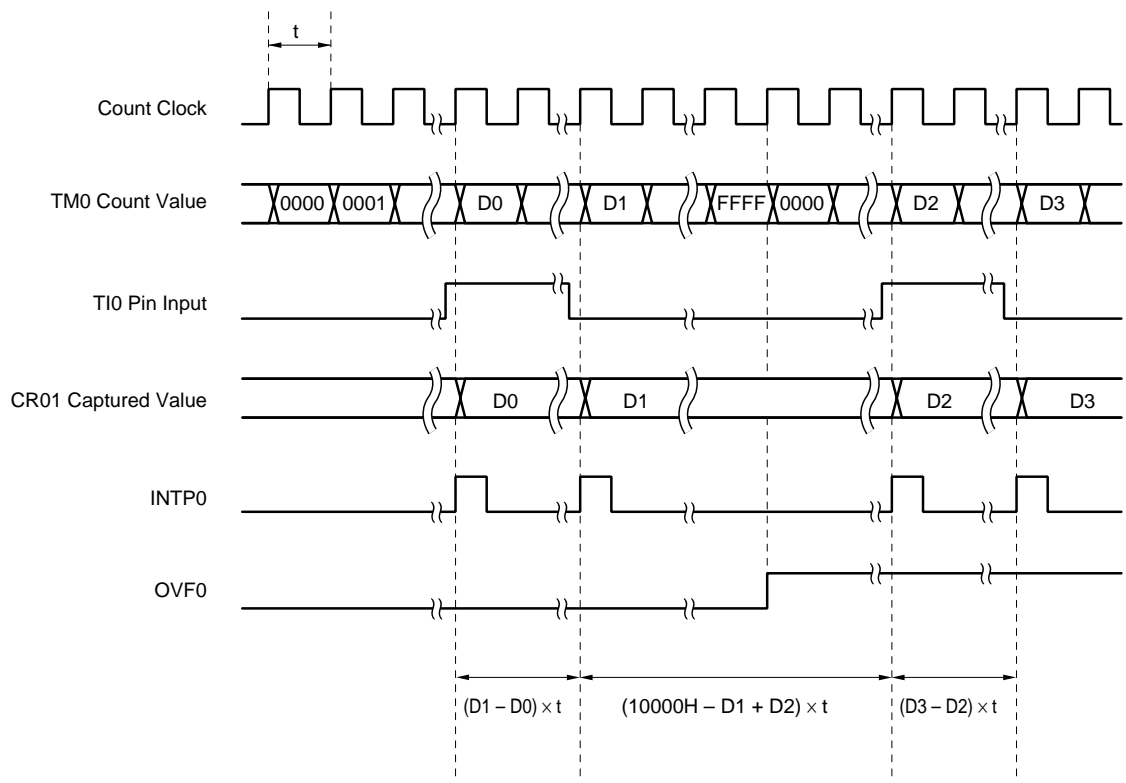 t
Count Clock
TM0 Count Value
0000 0001 D0 D1 FFFF 0000 D2 D3
TI0 Pin Input
CR01 Captured Value
D0 D1 D2 D3
INTP0
OVF0
(D1 – D0) × t (10000H – D1 + D2) × t (D3 – D2) × t